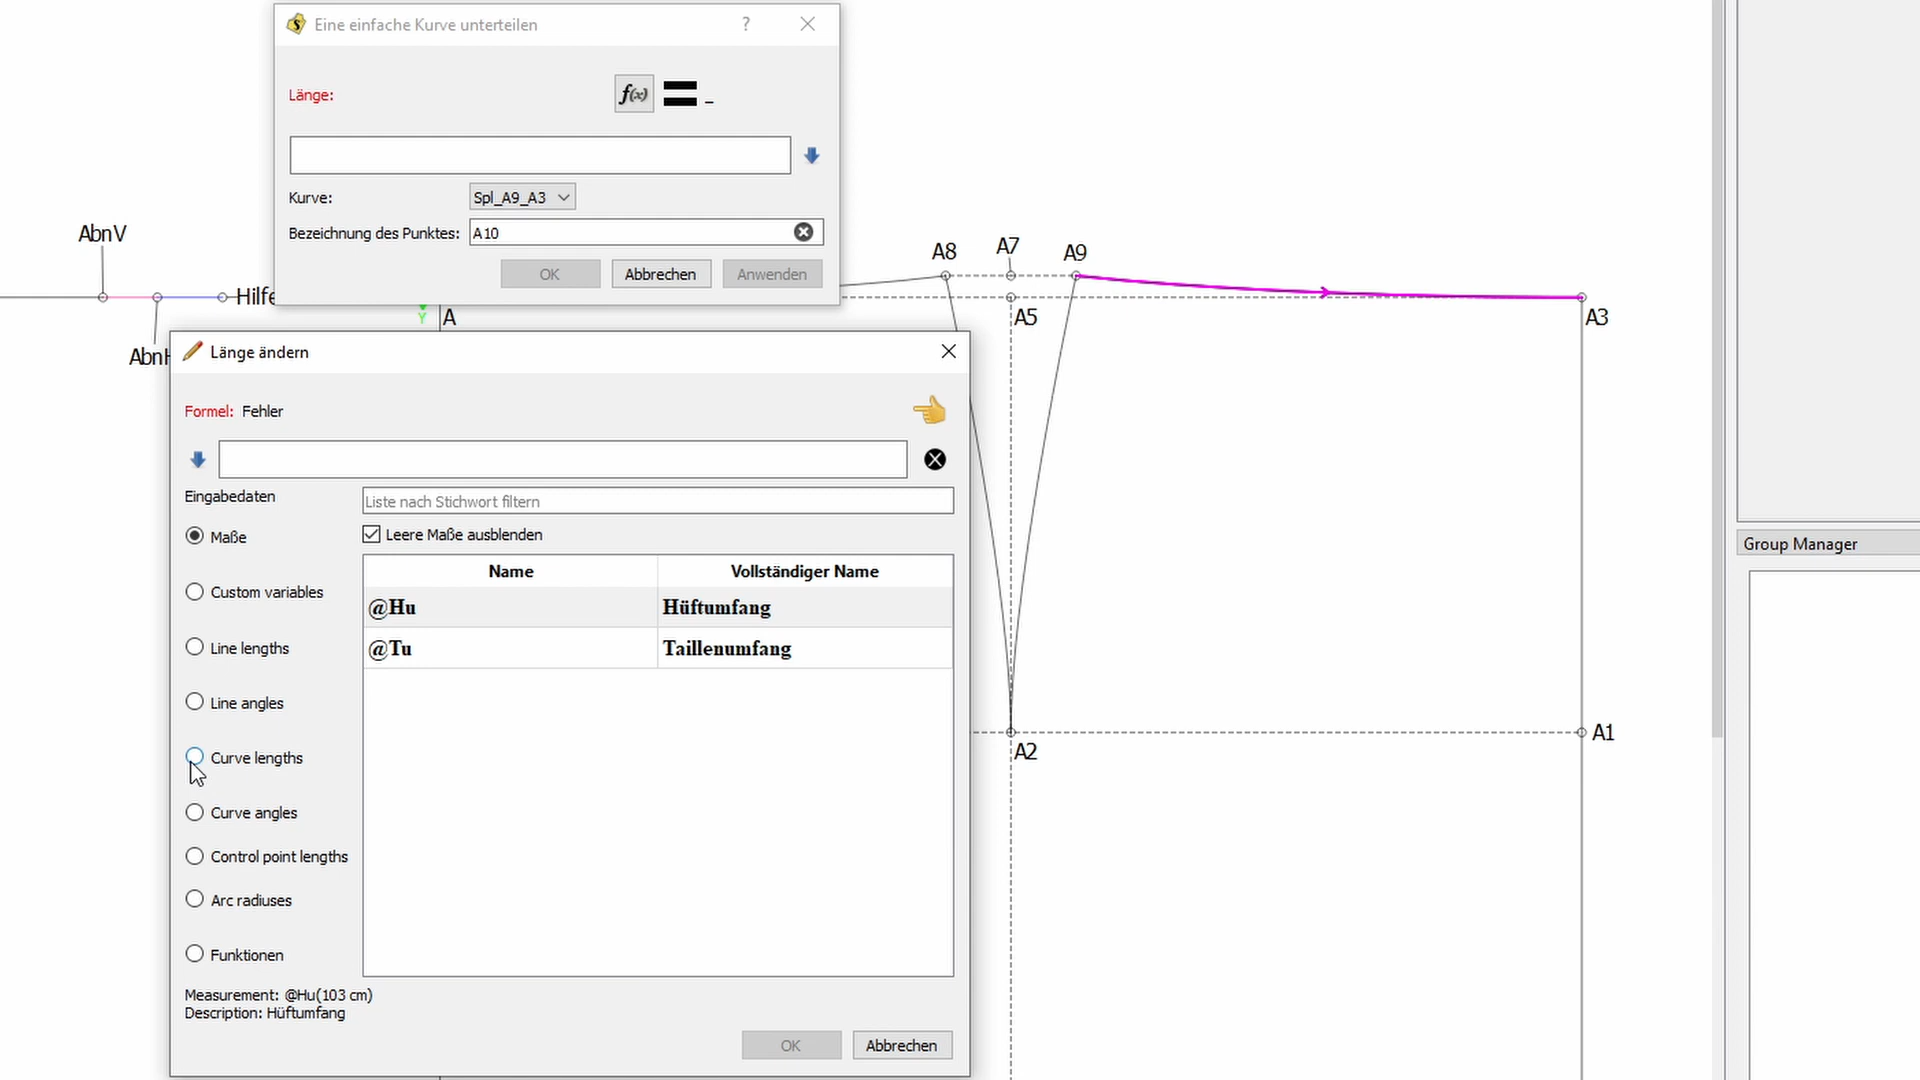 Eine einfache Kurve unterteilen
?
Länge:
f(x)
_
Kurve:
Spl_A9_A3
Bezeichnung des Punktes:
A10
OK
Abbrechen
Anwenden
AbnV
Hilfe
AbnH
Y
A
A8
A7
A9
A5
A3
A2
A1
Länge ändern
Formel: Fehler
Eingabedaten
Liste nach Stichwort filtern
Maße
Leere Maße ausblenden
Name
Vollständiger Name
@Hu
Hüftumfang
@Tu
Taillenumfang
Custom variables
Line lengths
Line angles
Curve lengths
Curve angles
Control point lengths
Arc radiuses
Funktionen
Measurement: @Hu(103 cm)
Description: Hüftumfang
OK
Abbrechen
Group Manager